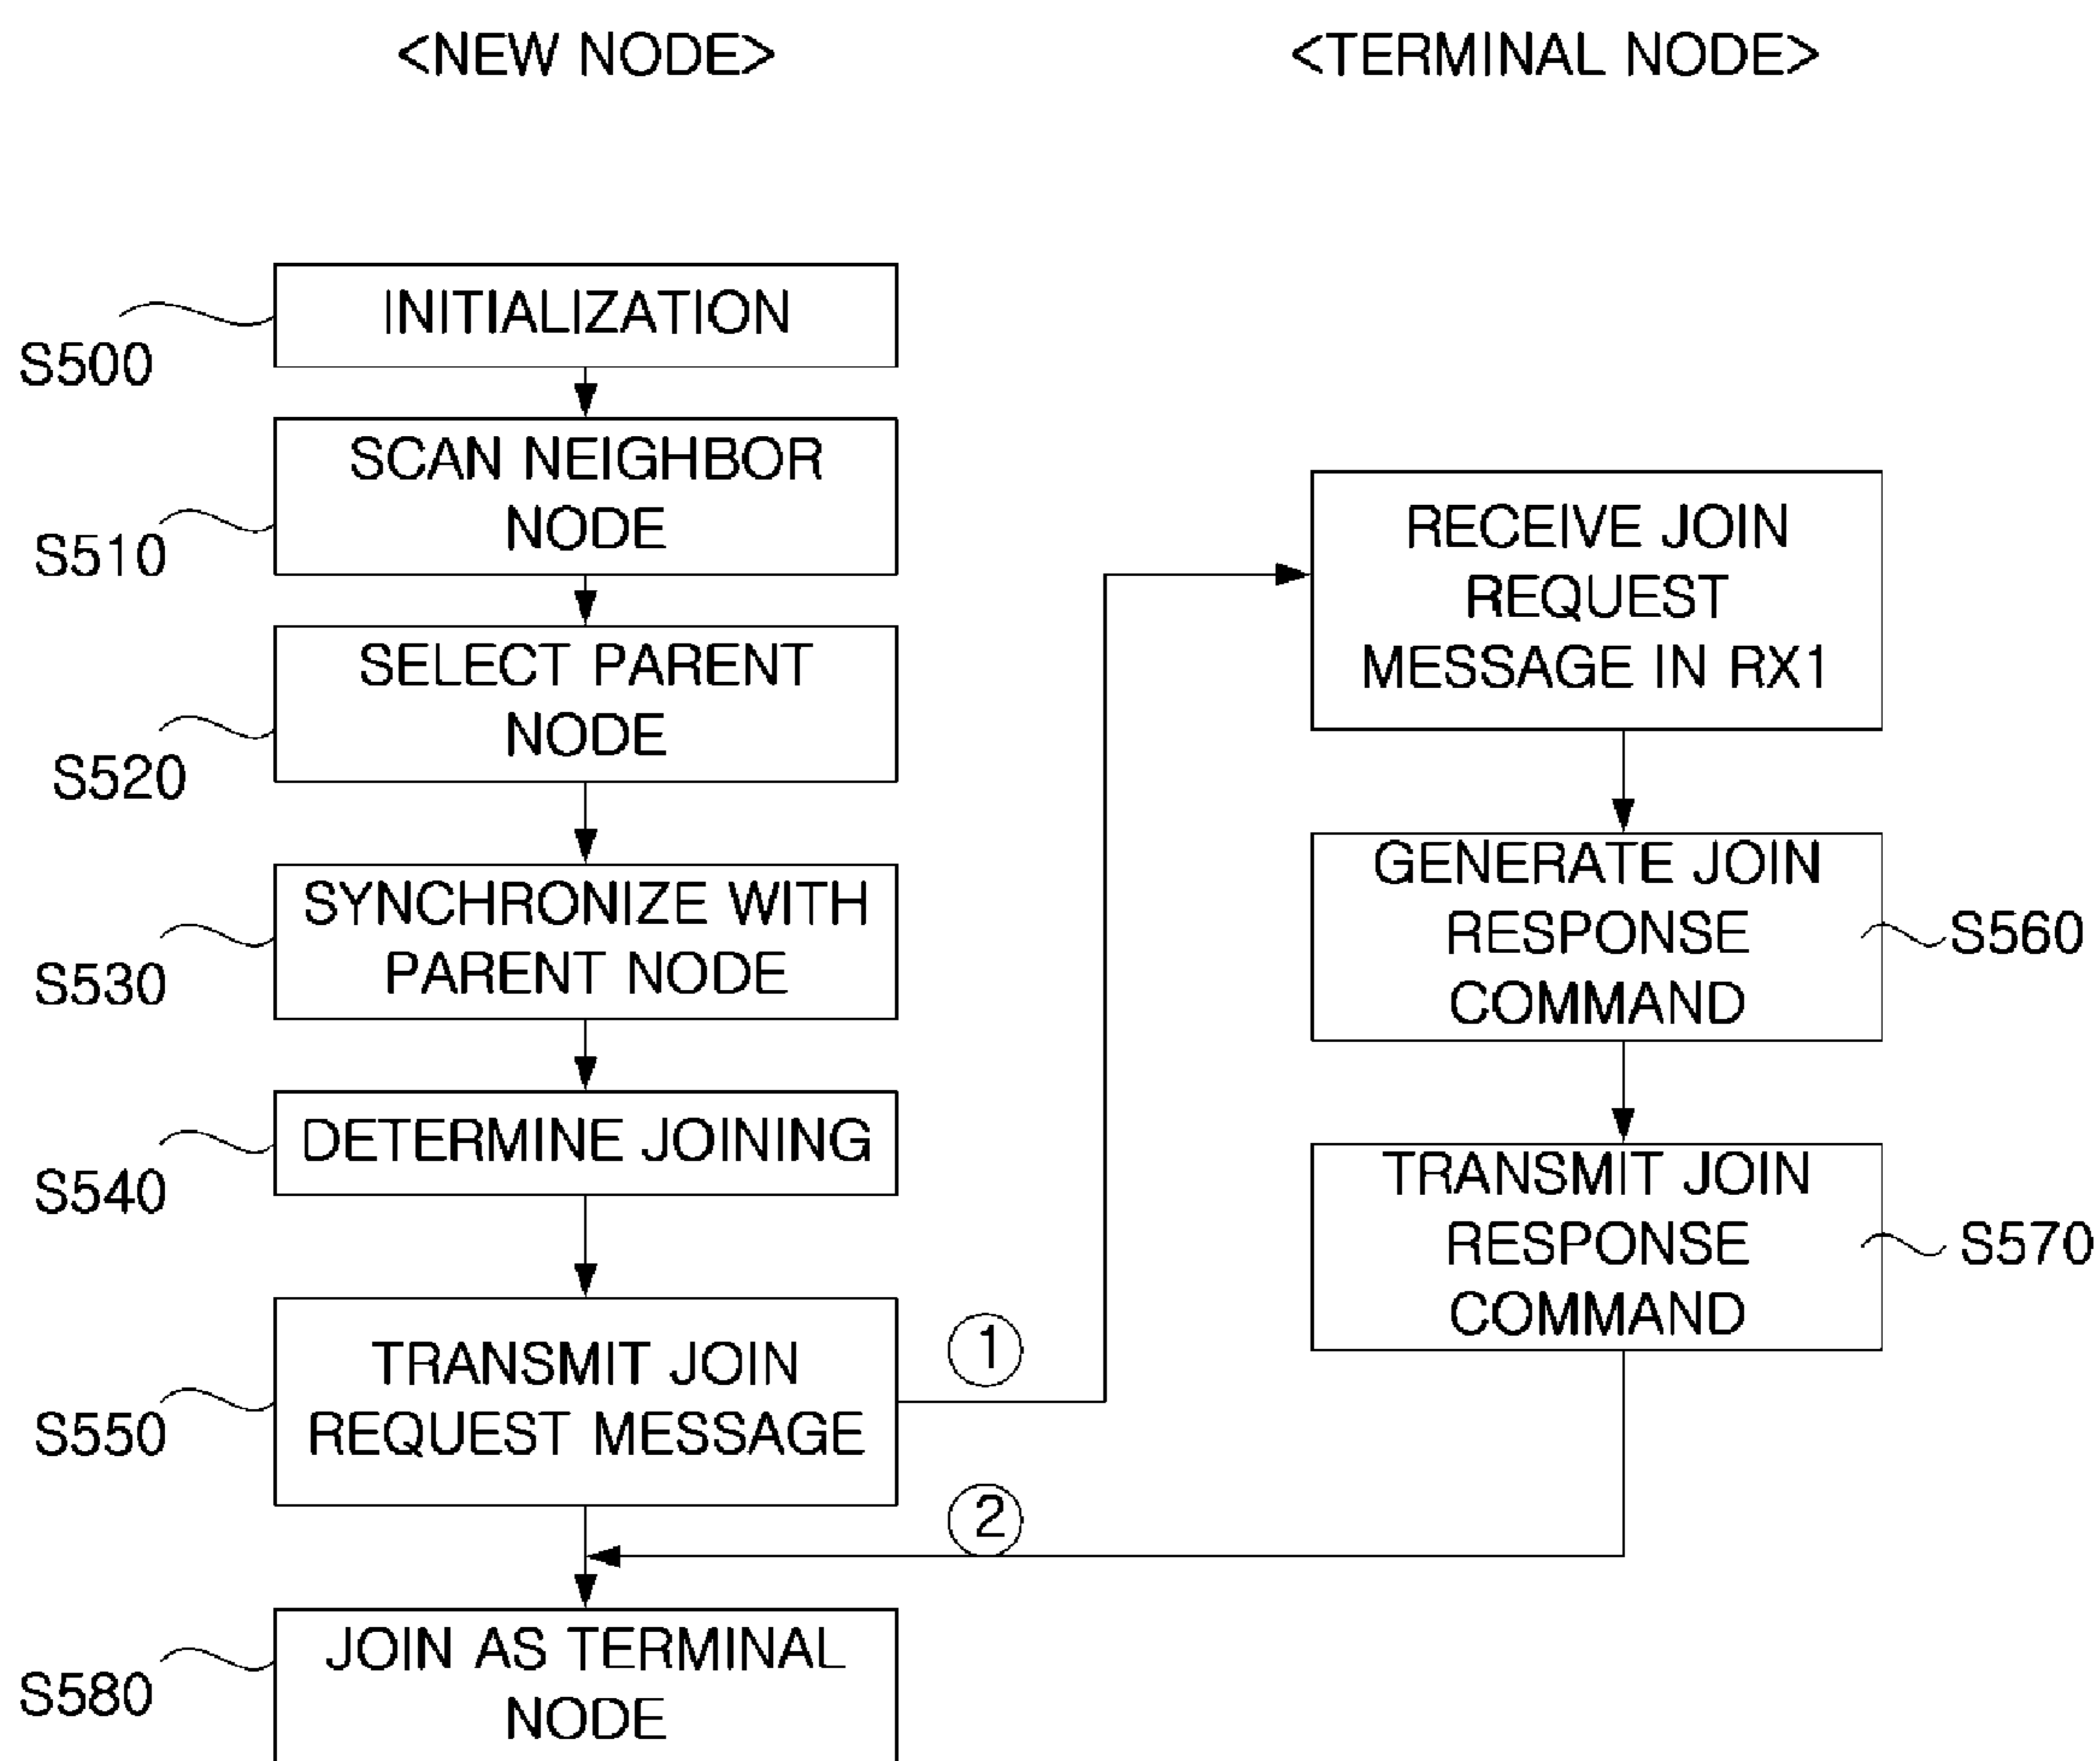 <NEW NODE>
<TERMINAL NODE>
INITIALIZATION
S500
SCAN NEIGHBOR
NODE
S510
SELECT PARENT
NODE
S520
SYNCHRONIZE WITH
PARENT NODE
S530
DETERMINE JOINING
S540
TRANSMIT JOIN
REQUEST MESSAGE
S550
1
RECEIVE JOIN
REQUEST
MESSAGE IN RX1
GENERATE JOIN
RESPONSE
COMMAND
S560
TRANSMIT JOIN
RESPONSE
COMMAND
S570
2
JOIN AS TERMINAL
NODE
S580